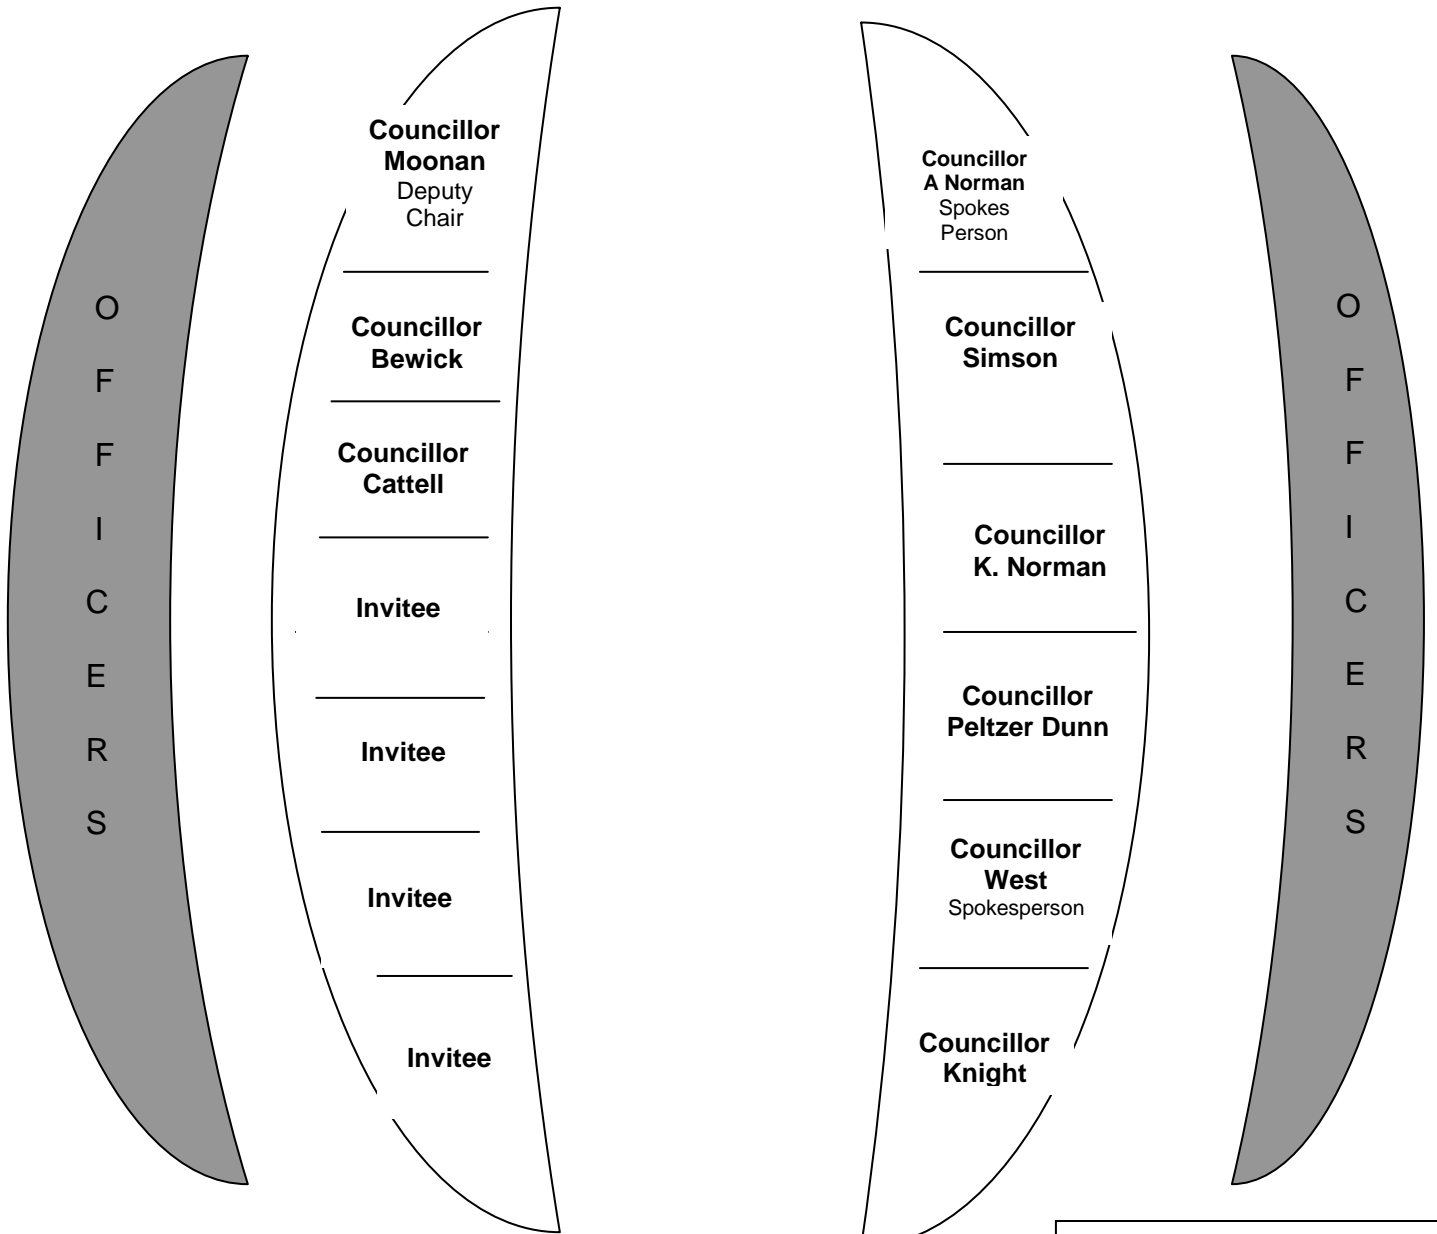 O
F
F
I
C
E
R
S
Councillor
Moonan
Deputy
Chair
Councillor
Bewick
Councillor
Cattell
Invitee
Invitee
Invitee
Invitee
Councillor
A Norman
Spokes
Person
Councillor
Simson
Councillor
K. Norman
Councillor
Peltzer Dunn
Councillor
West
Spokesperson
Councillor
Knight
O
F
F
I
C
E
R
S